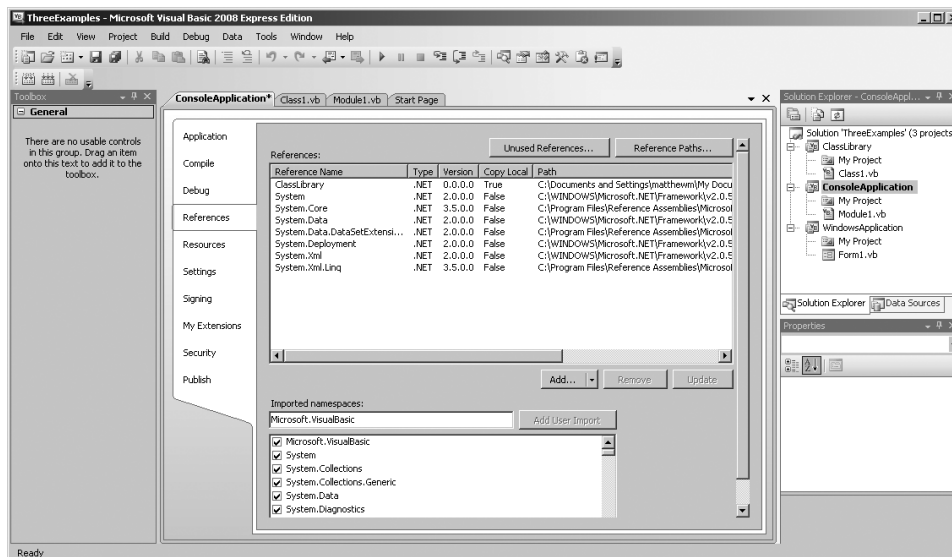 ThreeExamples - Microsoft Visual Basic 2008 Express Edition
File Edit View Project Build Debug Data Tools Window Help
Toolbox
General
There are no usable controls
in this group. Drag an item
onto this text to add it to the
toolbox.
ConsoleApplication* Class1.vb Module1.vb Start Page
Application
Compile
Debug
References
Resources
Settings
Signing
My Extensions
Security
Publish
References:
Unused References... Reference Paths...
Reference Name Type Version Copy Local Path
ClassLibrary .NET 0.0.0.0 True C:\Documents and Settings\matthewm\My Docu
System .NET 2.0.0.0 False C:\WINDOWS\Microsoft.NET\Framework\v2.0.5
System.Core .NET 3.5.0.0 False C:\Program Files\Reference Assemblies\Microsof
System.Data .NET 2.0.0.0 False C:\WINDOWS\Microsoft.NET\Framework\v2.0.5
System.Data.DataSetExtensi... .NET 3.5.0.0 False C:\Program Files\Reference Assemblies\Microsof
System.Deployment .NET 2.0.0.0 False C:\WINDOWS\Microsoft.NET\Framework\v2.0.5
System.Xml .NET 2.0.0.0 False C:\WINDOWS\Microsoft.NET\Framework\v2.0.5
System.Xml.Linq .NET 3.5.0.0 False C:\Program Files\Reference Assemblies\Microsof
Add... Remove Update
Imported namespaces:
Microsoft.VisualBasic Add User Import
Microsoft.VisualBasic
System
System.Collections
System.Collections.Generic
System.Data
System.Diagnostics
Solution Explorer - ConsoleAppl...
Solution 'ThreeExamples' (3 projects
ClassLibrary
My Project
Class1.vb
ConsoleApplication
My Project
Module1.vb
WindowsApplication
My Project
Form1.vb
Solution Explorer Data Sources
Properties
Ready